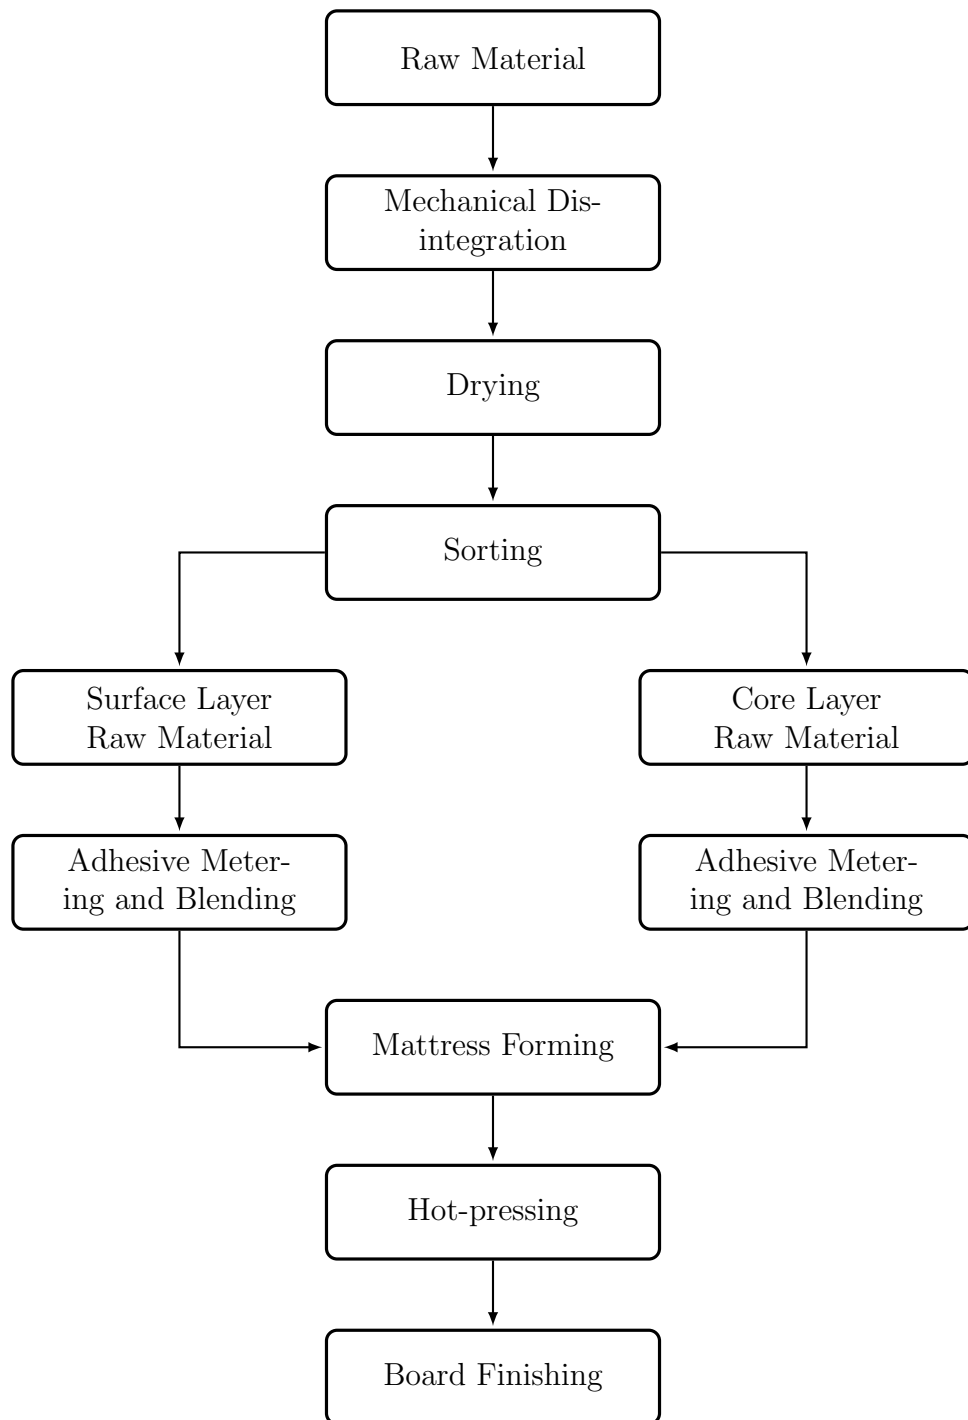 Raw Material
Mechanical Dis-
integration
Drying
Sorting
Surface Layer
Raw Material
Core Layer
Raw Material
Adhesive Meter-
ing and Blending
Adhesive Meter-
ing and Blending
Mattress Forming
Hot-pressing
Board Finishing